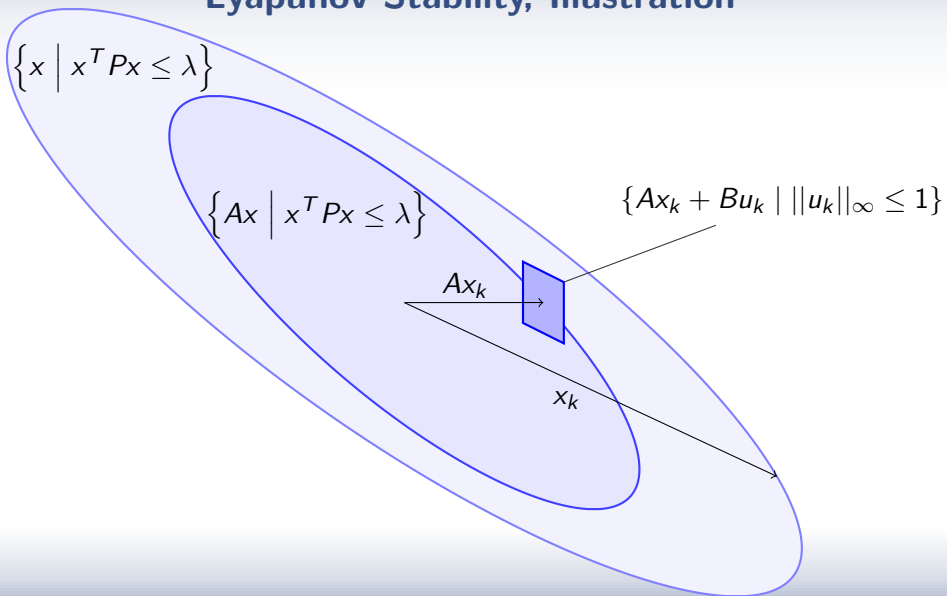 Lyapunov Stability, Illustration
{x | x^T Px ≤ λ}
{Ax | x^T Px ≤ λ}
{Ax_k + Bu_k | ||u_k||_∞ ≤ 1}
Ax_k
x_k